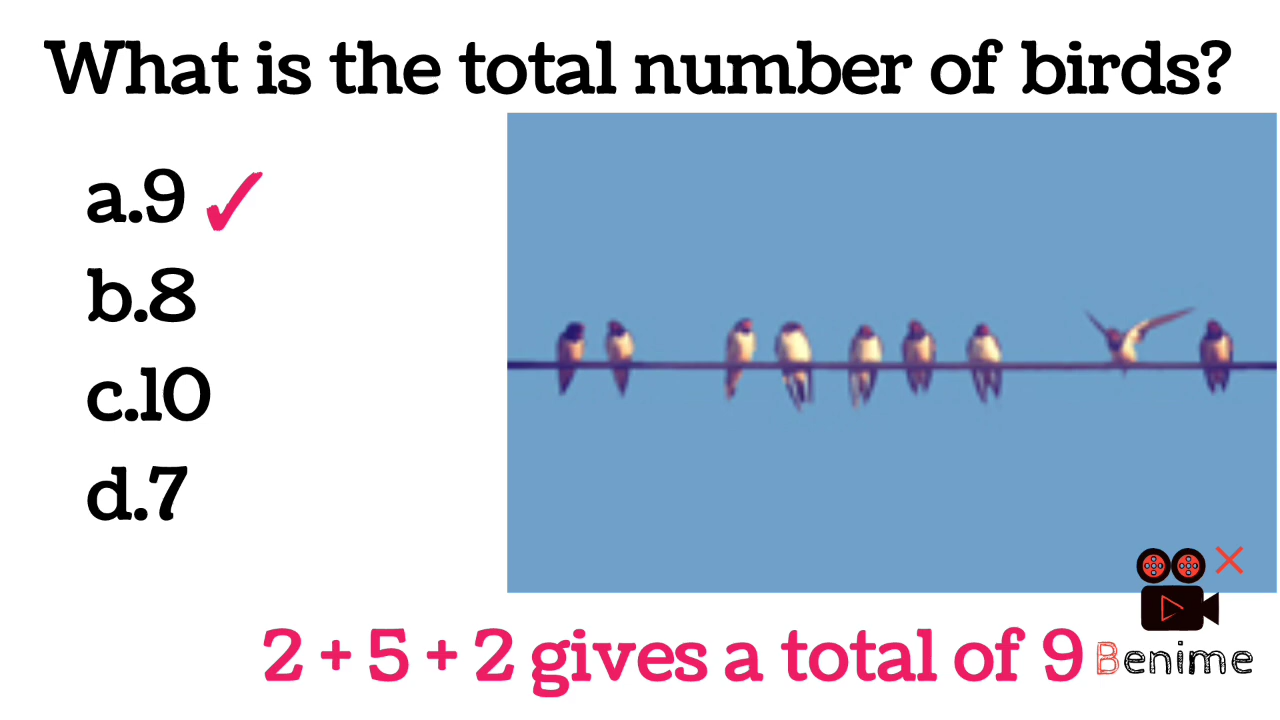 What is the total number of birds?
a.9 ✓
b.8
c.10
d.7
2 + 5 + 2 gives a total of 9
Benime